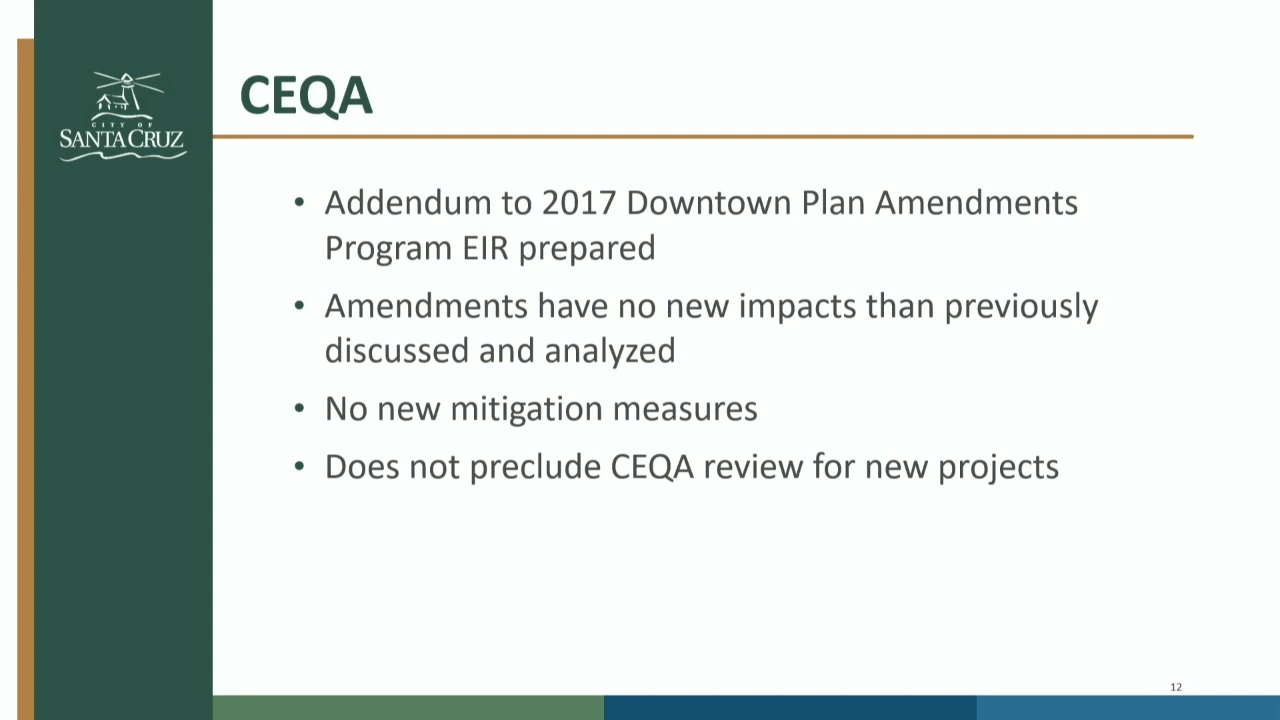 CITY OF
SANTA CRUZ
CEQA
• Addendum to 2017 Downtown Plan Amendments
Program EIR prepared
• Amendments have no new impacts than previously
discussed and analyzed
• No new mitigation measures
• Does not preclude CEQA review for new projects
12